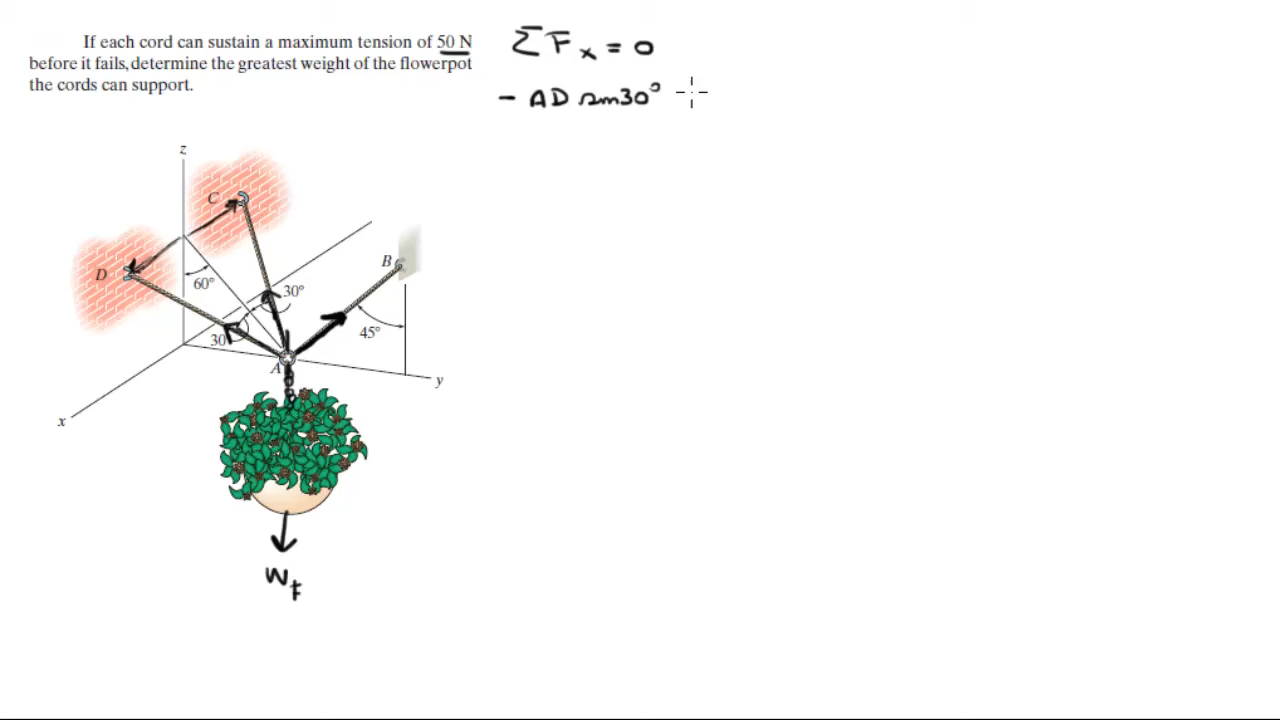 If each cord can sustain a maximum tension of 50 N
before it fails, determine the greatest weight of the flowerpot
the cords can support.
ΣFx = 0
- AD sin30°
z
C
B
D
60°
30°
45°
30
A
y
x
Wf